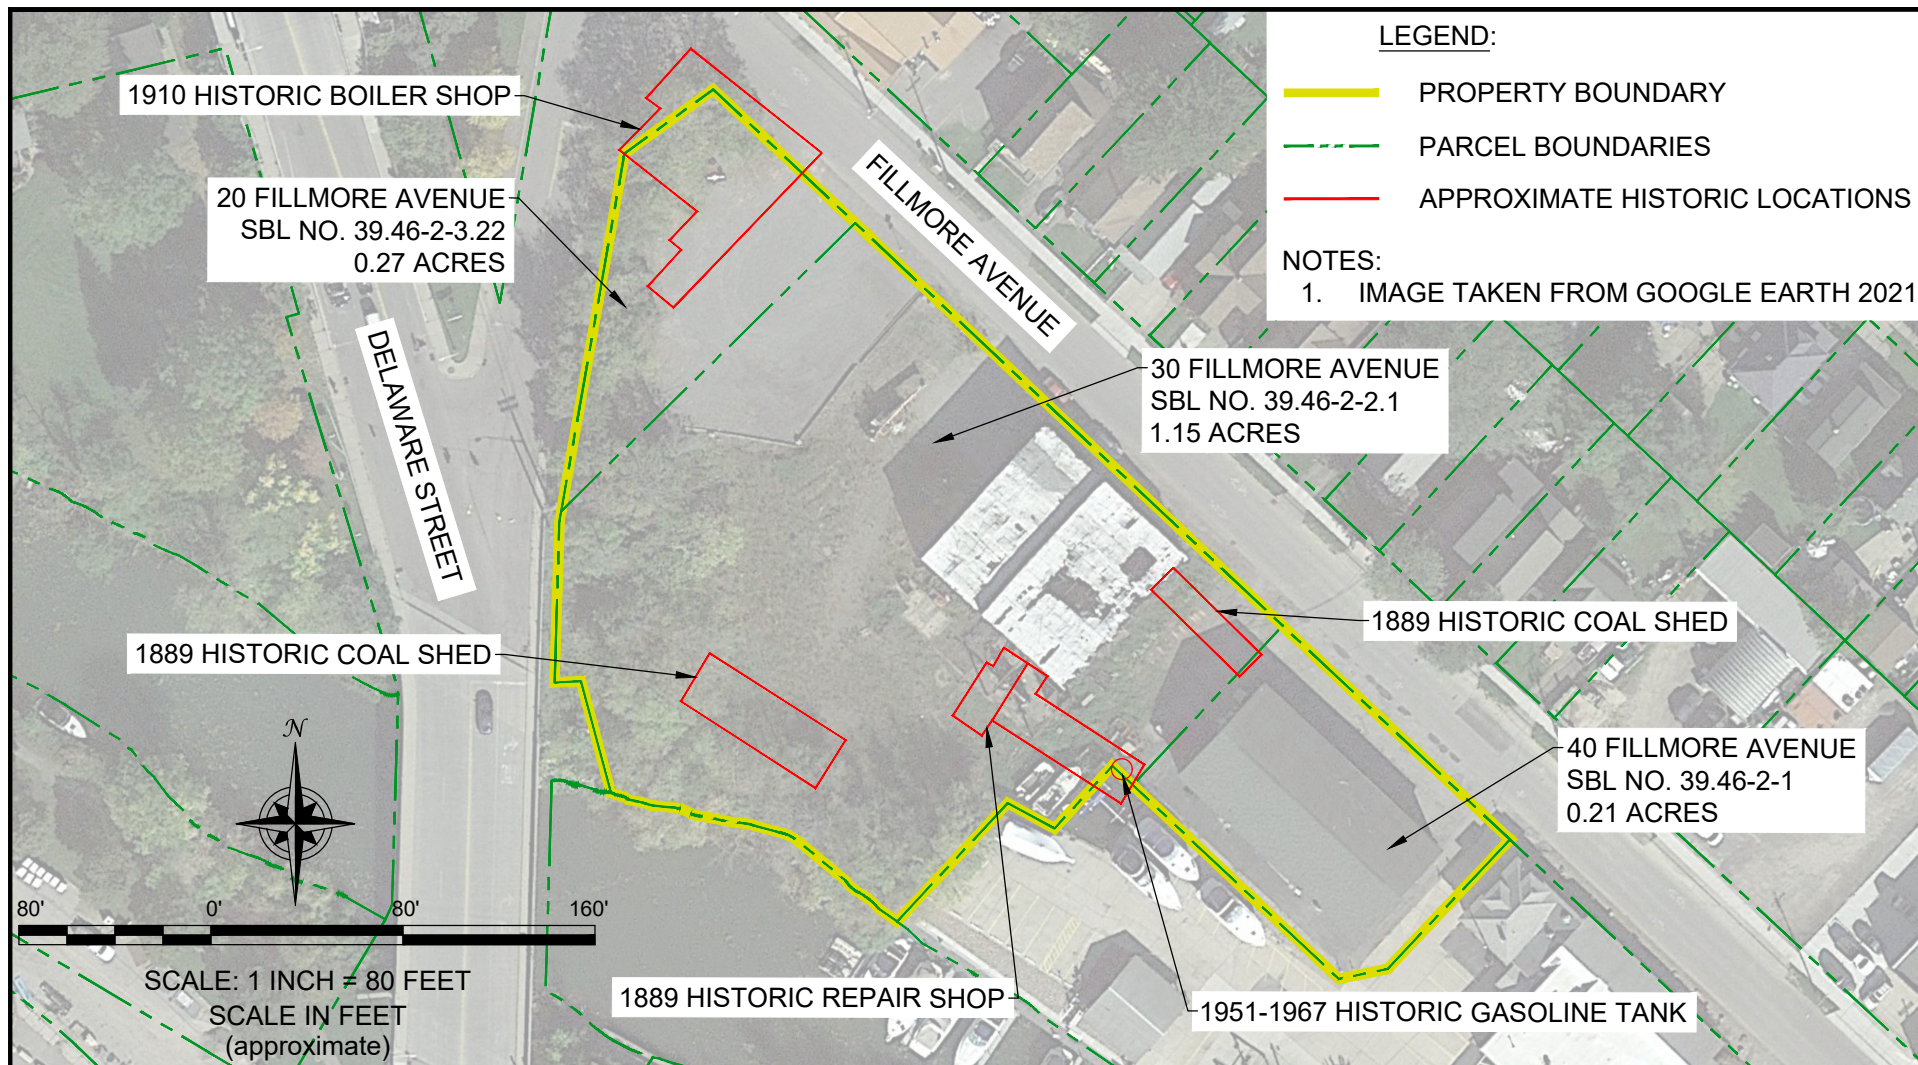 LEGEND:
PROPERTY BOUNDARY
PARCEL BOUNDARIES
APPROXIMATE HISTORIC LOCATIONS
NOTES:
1. IMAGE TAKEN FROM GOOGLE EARTH 2021
1910 HISTORIC BOILER SHOP
20 FILLMORE AVENUE
SBL NO. 39.46-2-3.22
0.27 ACRES
FILLMORE AVENUE
DELAWARE STREET
30 FILLMORE AVENUE
SBL NO. 39.46-2-2.1
1.15 ACRES
1889 HISTORIC COAL SHED
1889 HISTORIC COAL SHED
40 FILLMORE AVENUE
SBL NO. 39.46-2-1
0.21 ACRES
N
80' 0' 80' 160'
SCALE: 1 INCH = 80 FEET
SCALE IN FEET
(approximate)
1889 HISTORIC REPAIR SHOP
1951-1967 HISTORIC GASOLINE TANK